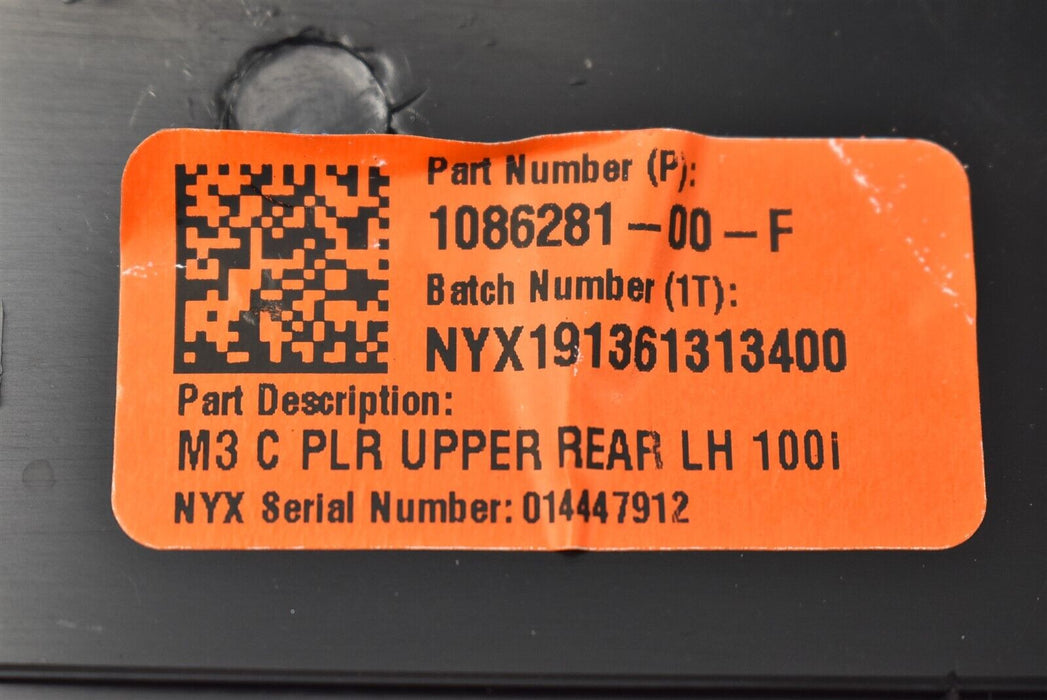 Part Number (P):
1086281-00-F
Batch Number (1T):
NYX191361313400
Part Description:
M3 C PLR UPPER REAR LH 100i
NYX Serial Number: 014447912